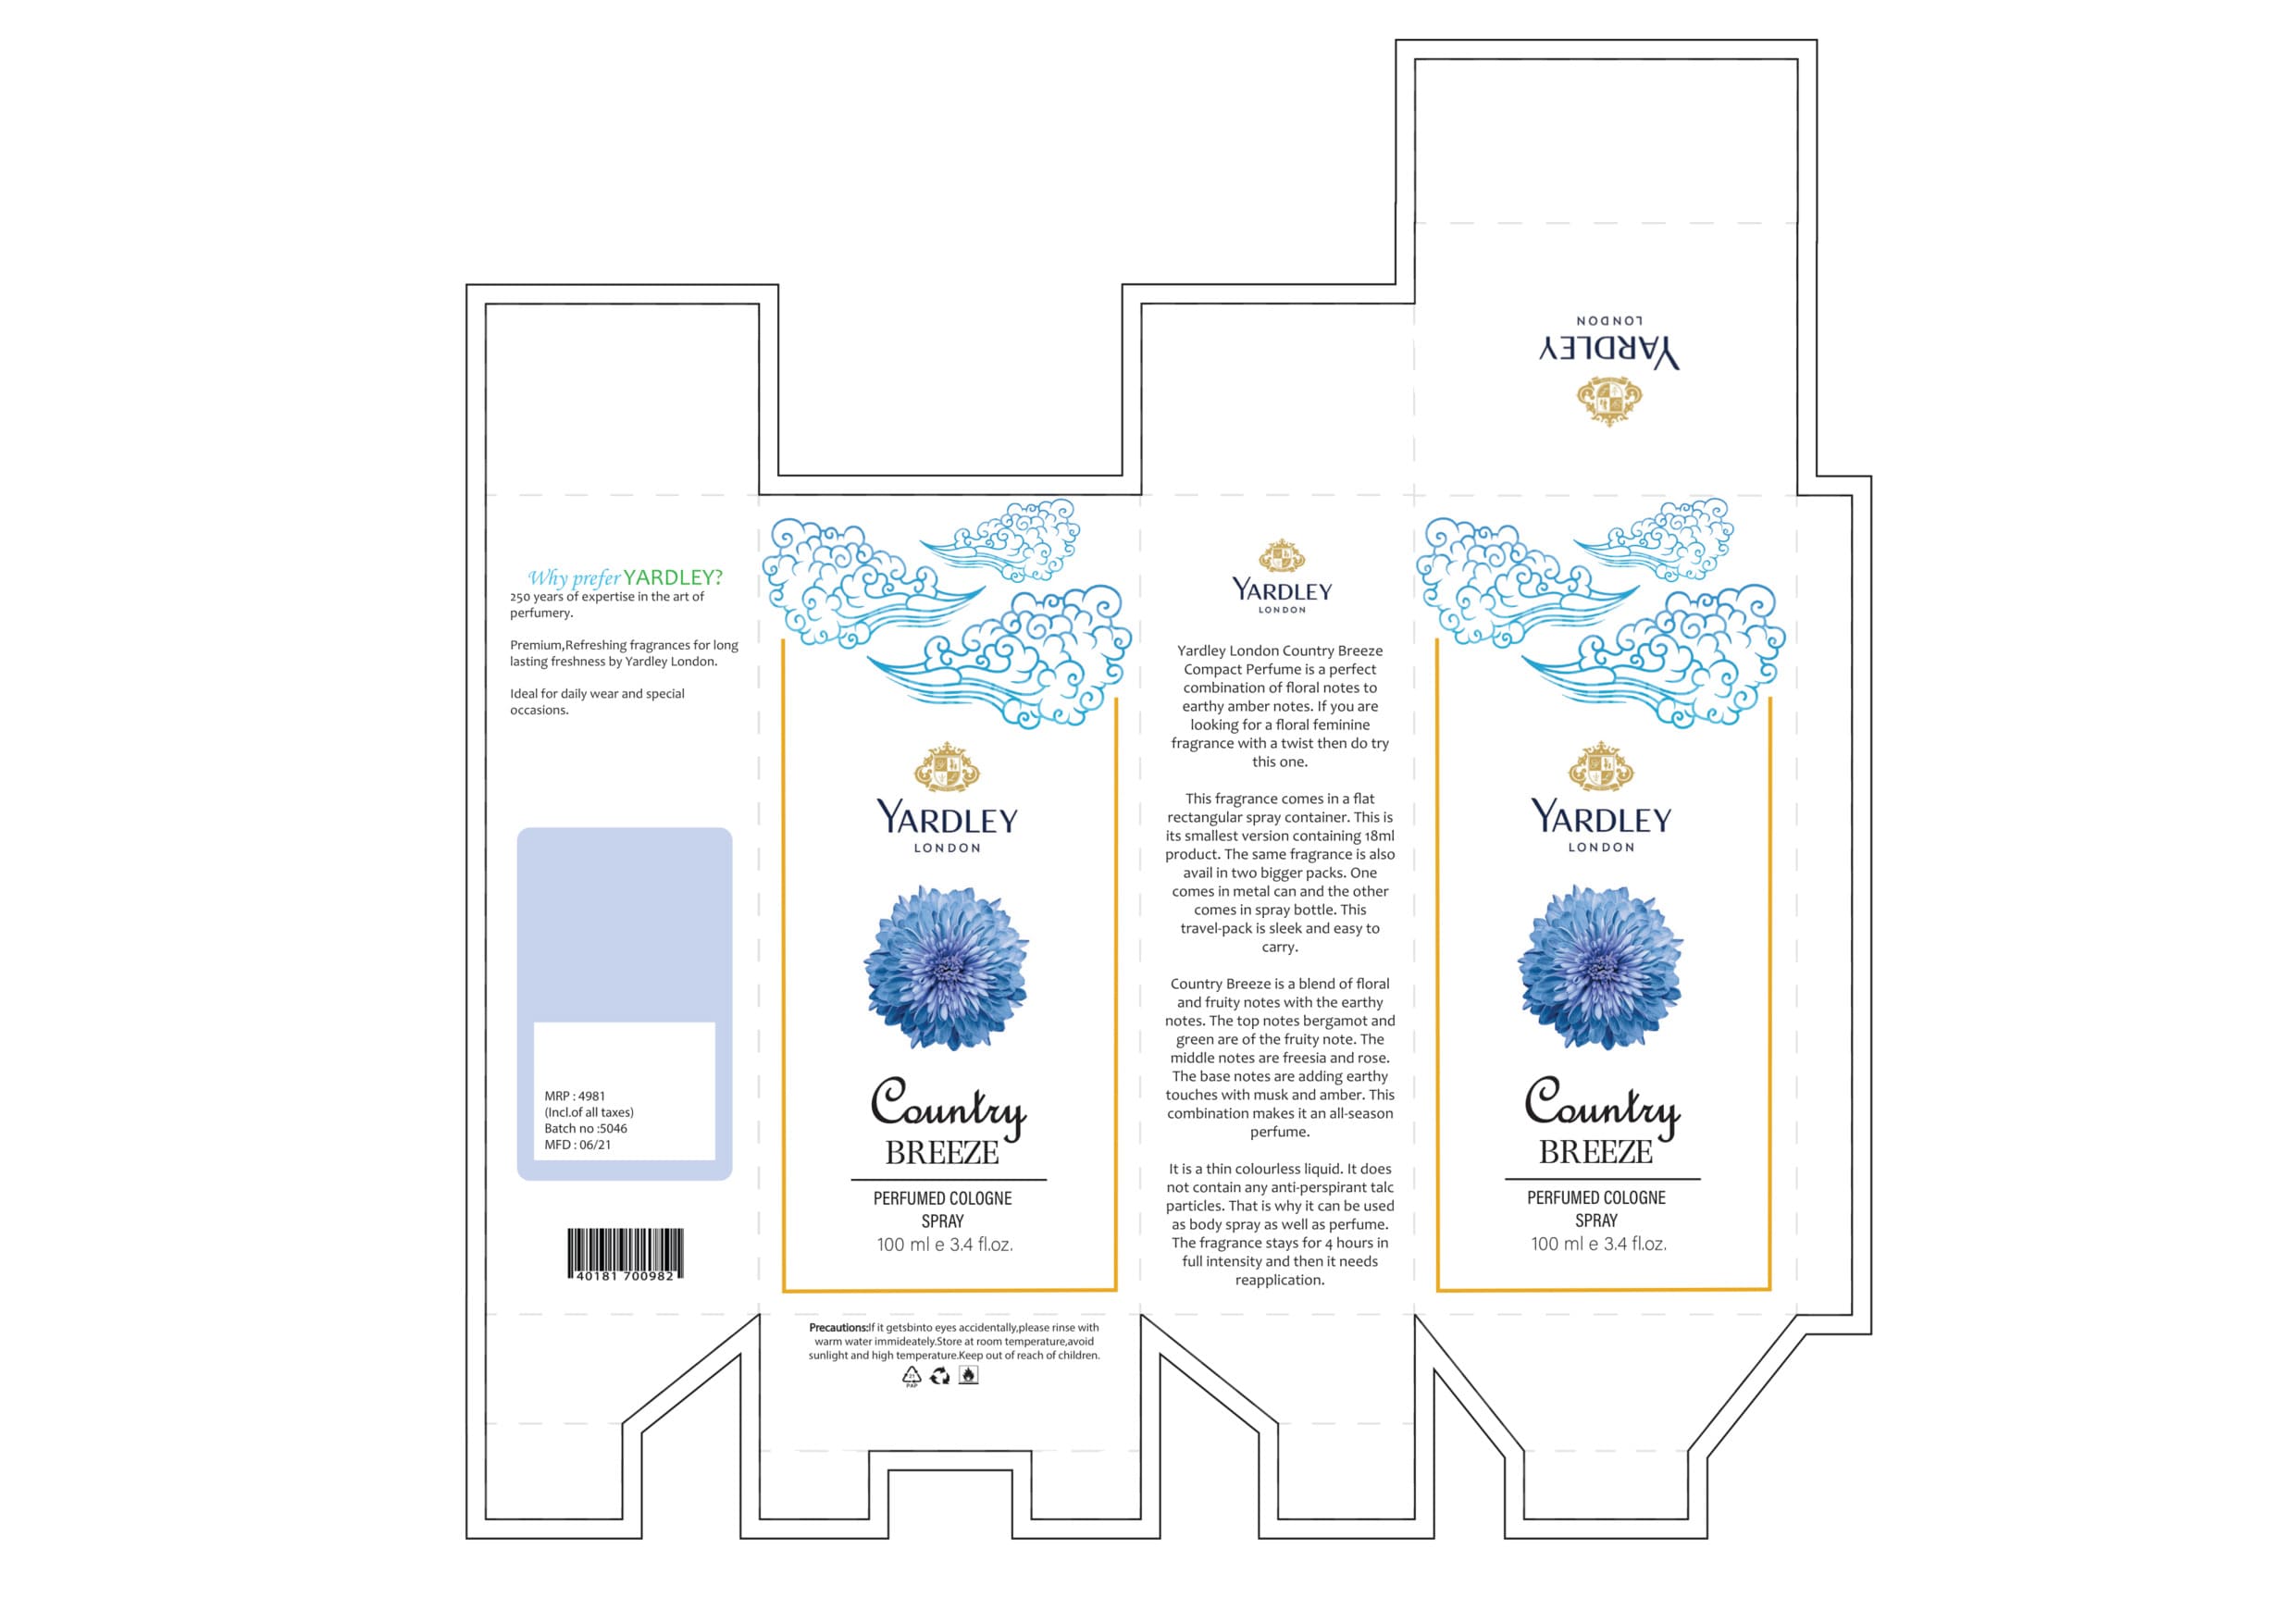 YARDLEY
LONDON
Why prefer YARDLEY?
250 years of expertise in the art of
perfumery.
Premium,Refreshing fragrances for long
lasting freshness by Yardley London.
Ideal for daily wear and special
occasions.
MRP : 4981
(Incl.of all taxes)
Batch no :5046
MFD : 06/21
40181 700982
YARDLEY
LONDON
Country
BREEZE
PERFUMED COLOGNE
SPRAY
100 ml e 3.4 fl.oz.
Precautions:If it getsbinto eyes accidentally,please rinse with
warm water immideately.Store at room temperature,avoid
sunlight and high temperature.Keep out of reach of children.
21
PAP
YARDLEY
LONDON
Yardley London Country Breeze
Compact Perfume is a perfect
combination of floral notes to
earthy amber notes. If you are
looking for a floral feminine
fragrance with a twist then do try
this one.
This fragrance comes in a flat
rectangular spray container. This is
its smallest version containing 18ml
product. The same fragrance is also
avail in two bigger packs. One
comes in metal can and the other
comes in spray bottle. This
travel-pack is sleek and easy to
carry.
Country Breeze is a blend of floral
and fruity notes with the earthy
notes. The top notes bergamot and
green are of the fruity note. The
middle notes are freesia and rose.
The base notes are adding earthy
touches with musk and amber. This
combination makes it an all-season
perfume.
It is a thin colourless liquid. It does
not contain any anti-perspirant talc
particles. That is why it can be used
as body spray as well as perfume.
The fragrance stays for 4 hours in
full intensity and then it needs
reapplication.
YARDLEY
LONDON
Country
BREEZE
PERFUMED COLOGNE
SPRAY
100 ml e 3.4 fl.oz.